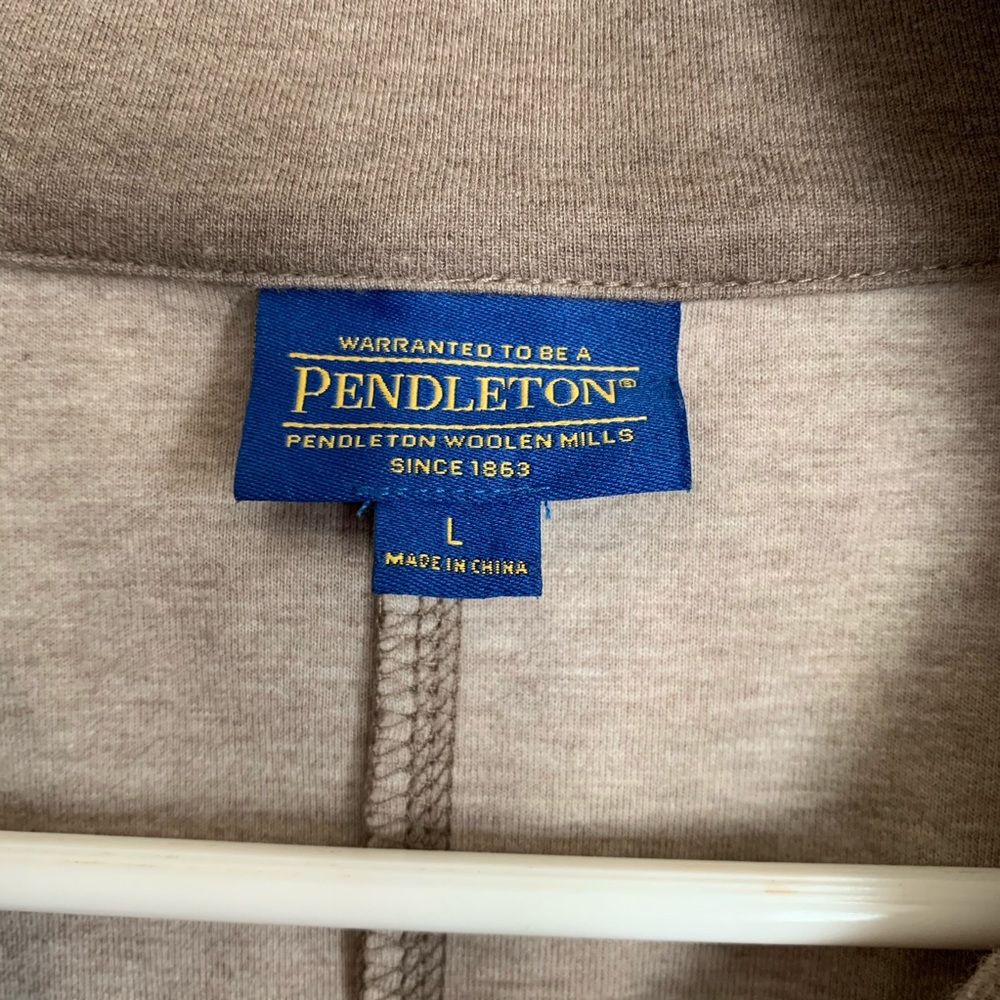 WARRANTED TO BE A
PENDLETON®
PENDLETON WOOLEN MILLS
SINCE 1863
L
MADE IN CHINA